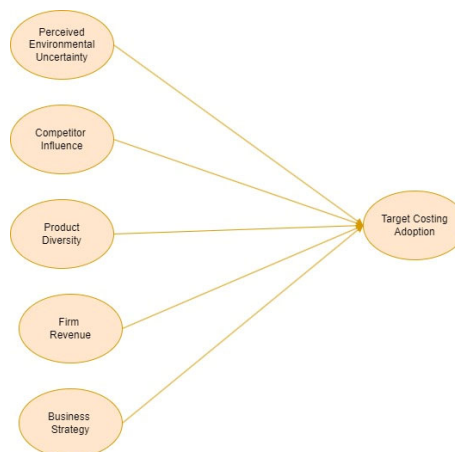 Perceived
Environmental
Uncertainty
Competitor
Influence
Product
Diversity
Target Costing
Adoption
Firm
Revenue
Business
Strategy